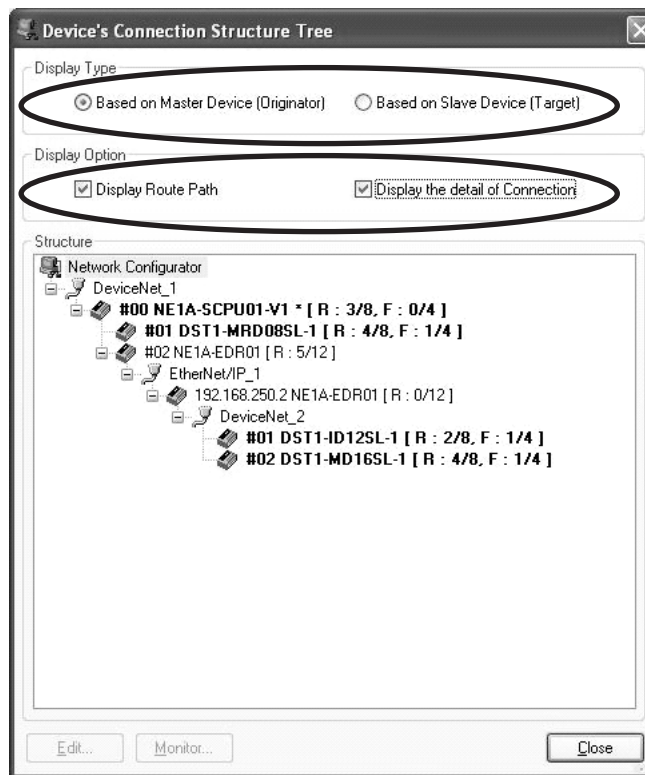 Device's Connection Structure Tree
Display Type
Based on Master Device (Originator) Based on Slave Device (Target)
Display Option
Display Route Path Display the detail of Connection
Structure
Network Configurator
DeviceNet_1
#00 NE1A-SCPU01-V1 * [ R : 3/8, F : 0/4 ]
#01 DST1-MRD08SL-1 [ R : 4/8, F : 1/4 ]
#02 NE1A-EDR01 [ R : 5/12 ]
EtherNet/IP_1
192.168.250.2 NE1A-EDR01 [ R : 0/12 ]
DeviceNet_2
#01 DST1-ID12SL-1 [ R : 2/8, F : 1/4 ]
#02 DST1-MD16SL-1 [ R : 4/8, F : 1/4 ]
Edit... Monitor... Close